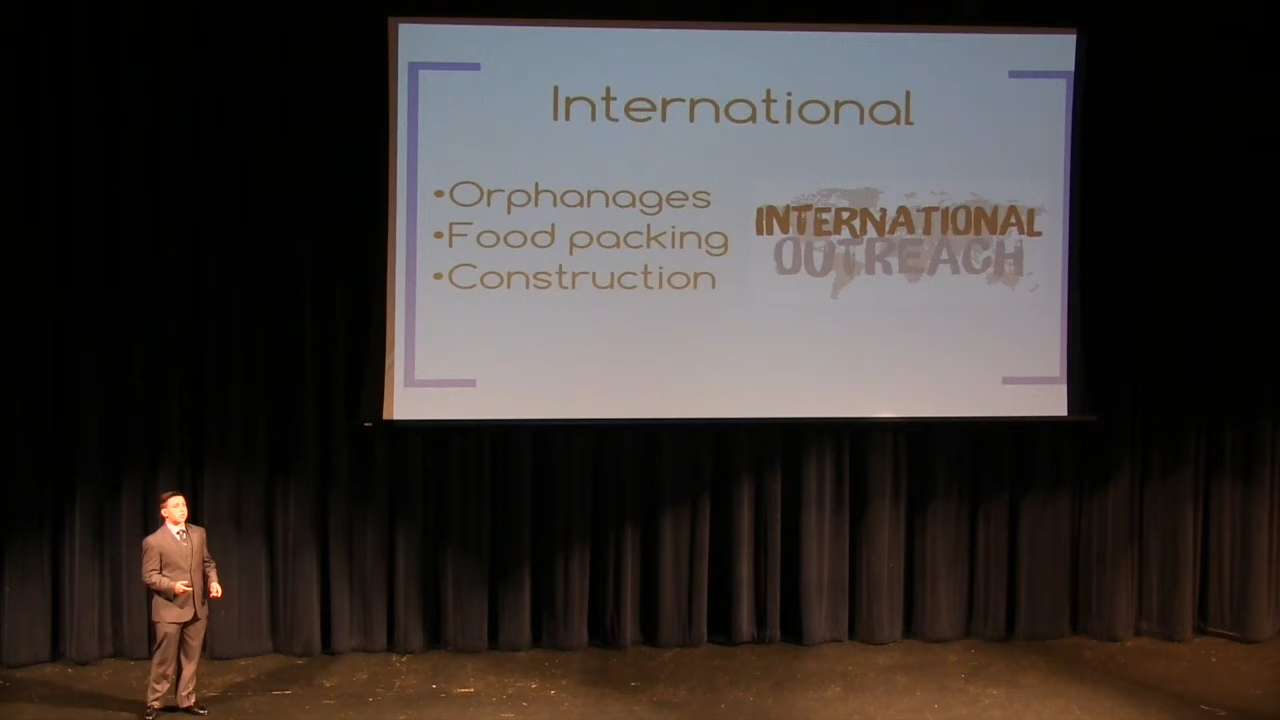 International
•Orphanages
•Food packing
•Construction
INTERNATIONAL
OUTREACH